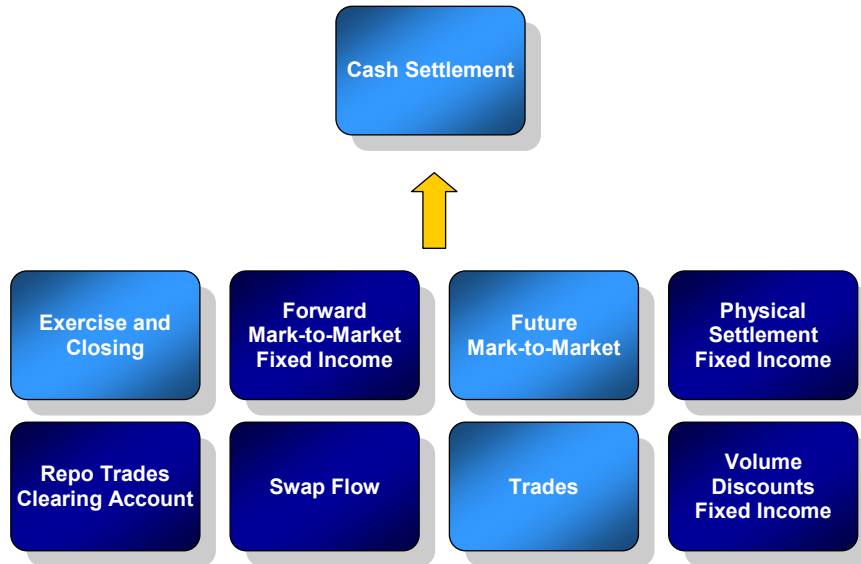 Cash Settlement
Exercise and
Closing
Forward
Mark-to-Market
Fixed Income
Future
Mark-to-Market
Physical
Settlement
Fixed Income
Repo Trades
Clearing Account
Swap Flow
Trades
Volume
Discounts
Fixed Income